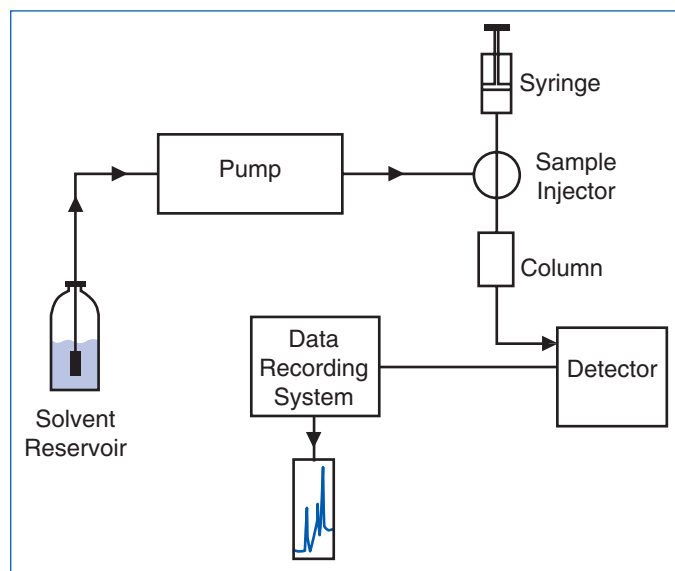 Syringe
Pump
Sample
Injector
Column
Data
Recording
System
Detector
Solvent
Reservoir